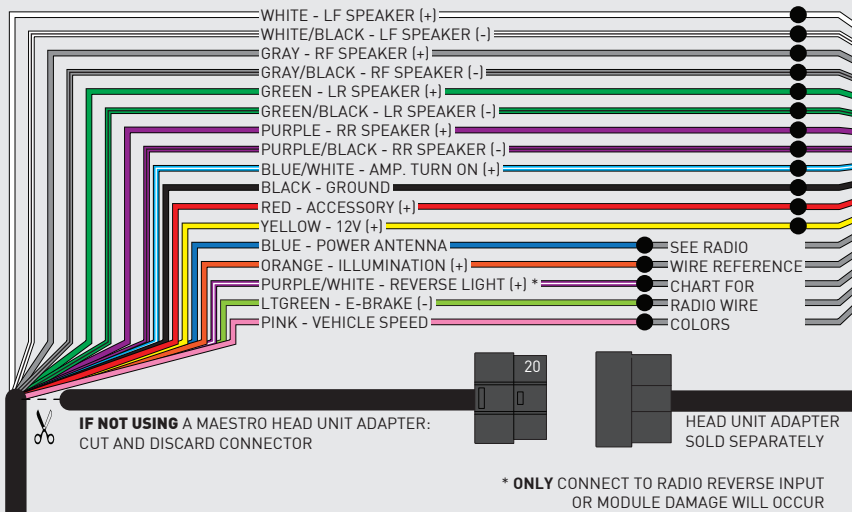 WHITE - LF SPEAKER (+)
WHITE/BLACK - LF SPEAKER (-)
GRAY - RF SPEAKER (+)
GRAY/BLACK - RF SPEAKER (-)
GREEN - LR SPEAKER (+)
GREEN/BLACK - LR SPEAKER (-)
PURPLE - RR SPEAKER (+)
PURPLE/BLACK - RR SPEAKER (-)
BLUE/WHITE - AMP. TURN ON (+)
BLACK - GROUND
RED - ACCESSORY (+)
YELLOW - 12V (+)
BLUE - POWER ANTENNA
ORANGE - ILLUMINATION (+)
PURPLE/WHITE - REVERSE LIGHT (+) *
LTGREEN - E-BRAKE (-)
PINK - VEHICLE SPEED
SEE RADIO
WIRE REFERENCE
CHART FOR
RADIO WIRE
COLORS
20
IF NOT USING A MAESTRO HEAD UNIT ADAPTER:
CUT AND DISCARD CONNECTOR
HEAD UNIT ADAPTER
SOLD SEPARATELY
* ONLY CONNECT TO RADIO REVERSE INPUT
OR MODULE DAMAGE WILL OCCUR